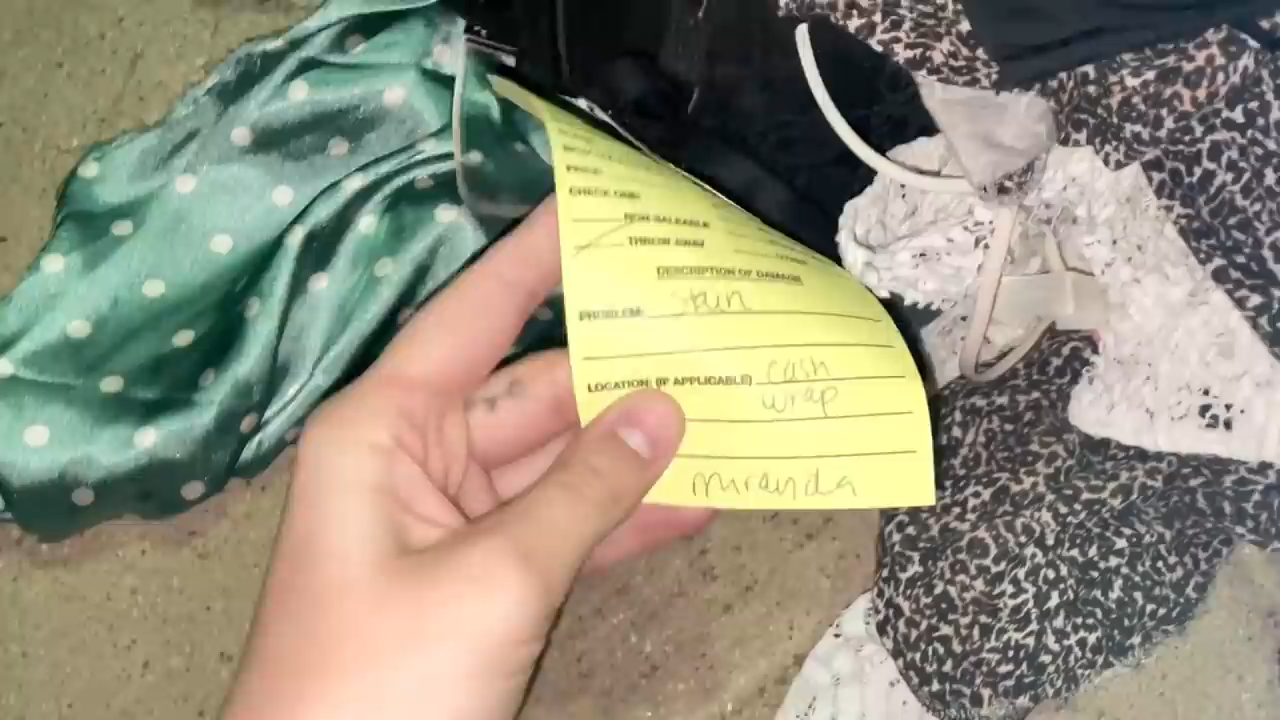 CHECK ONE:
NON-SALEABLE
THROW AWAY
DESCRIPTION OF DAMAGE
PROBLEM: Stain
LOCATION: (IF APPLICABLE) cash
wrap
miranda